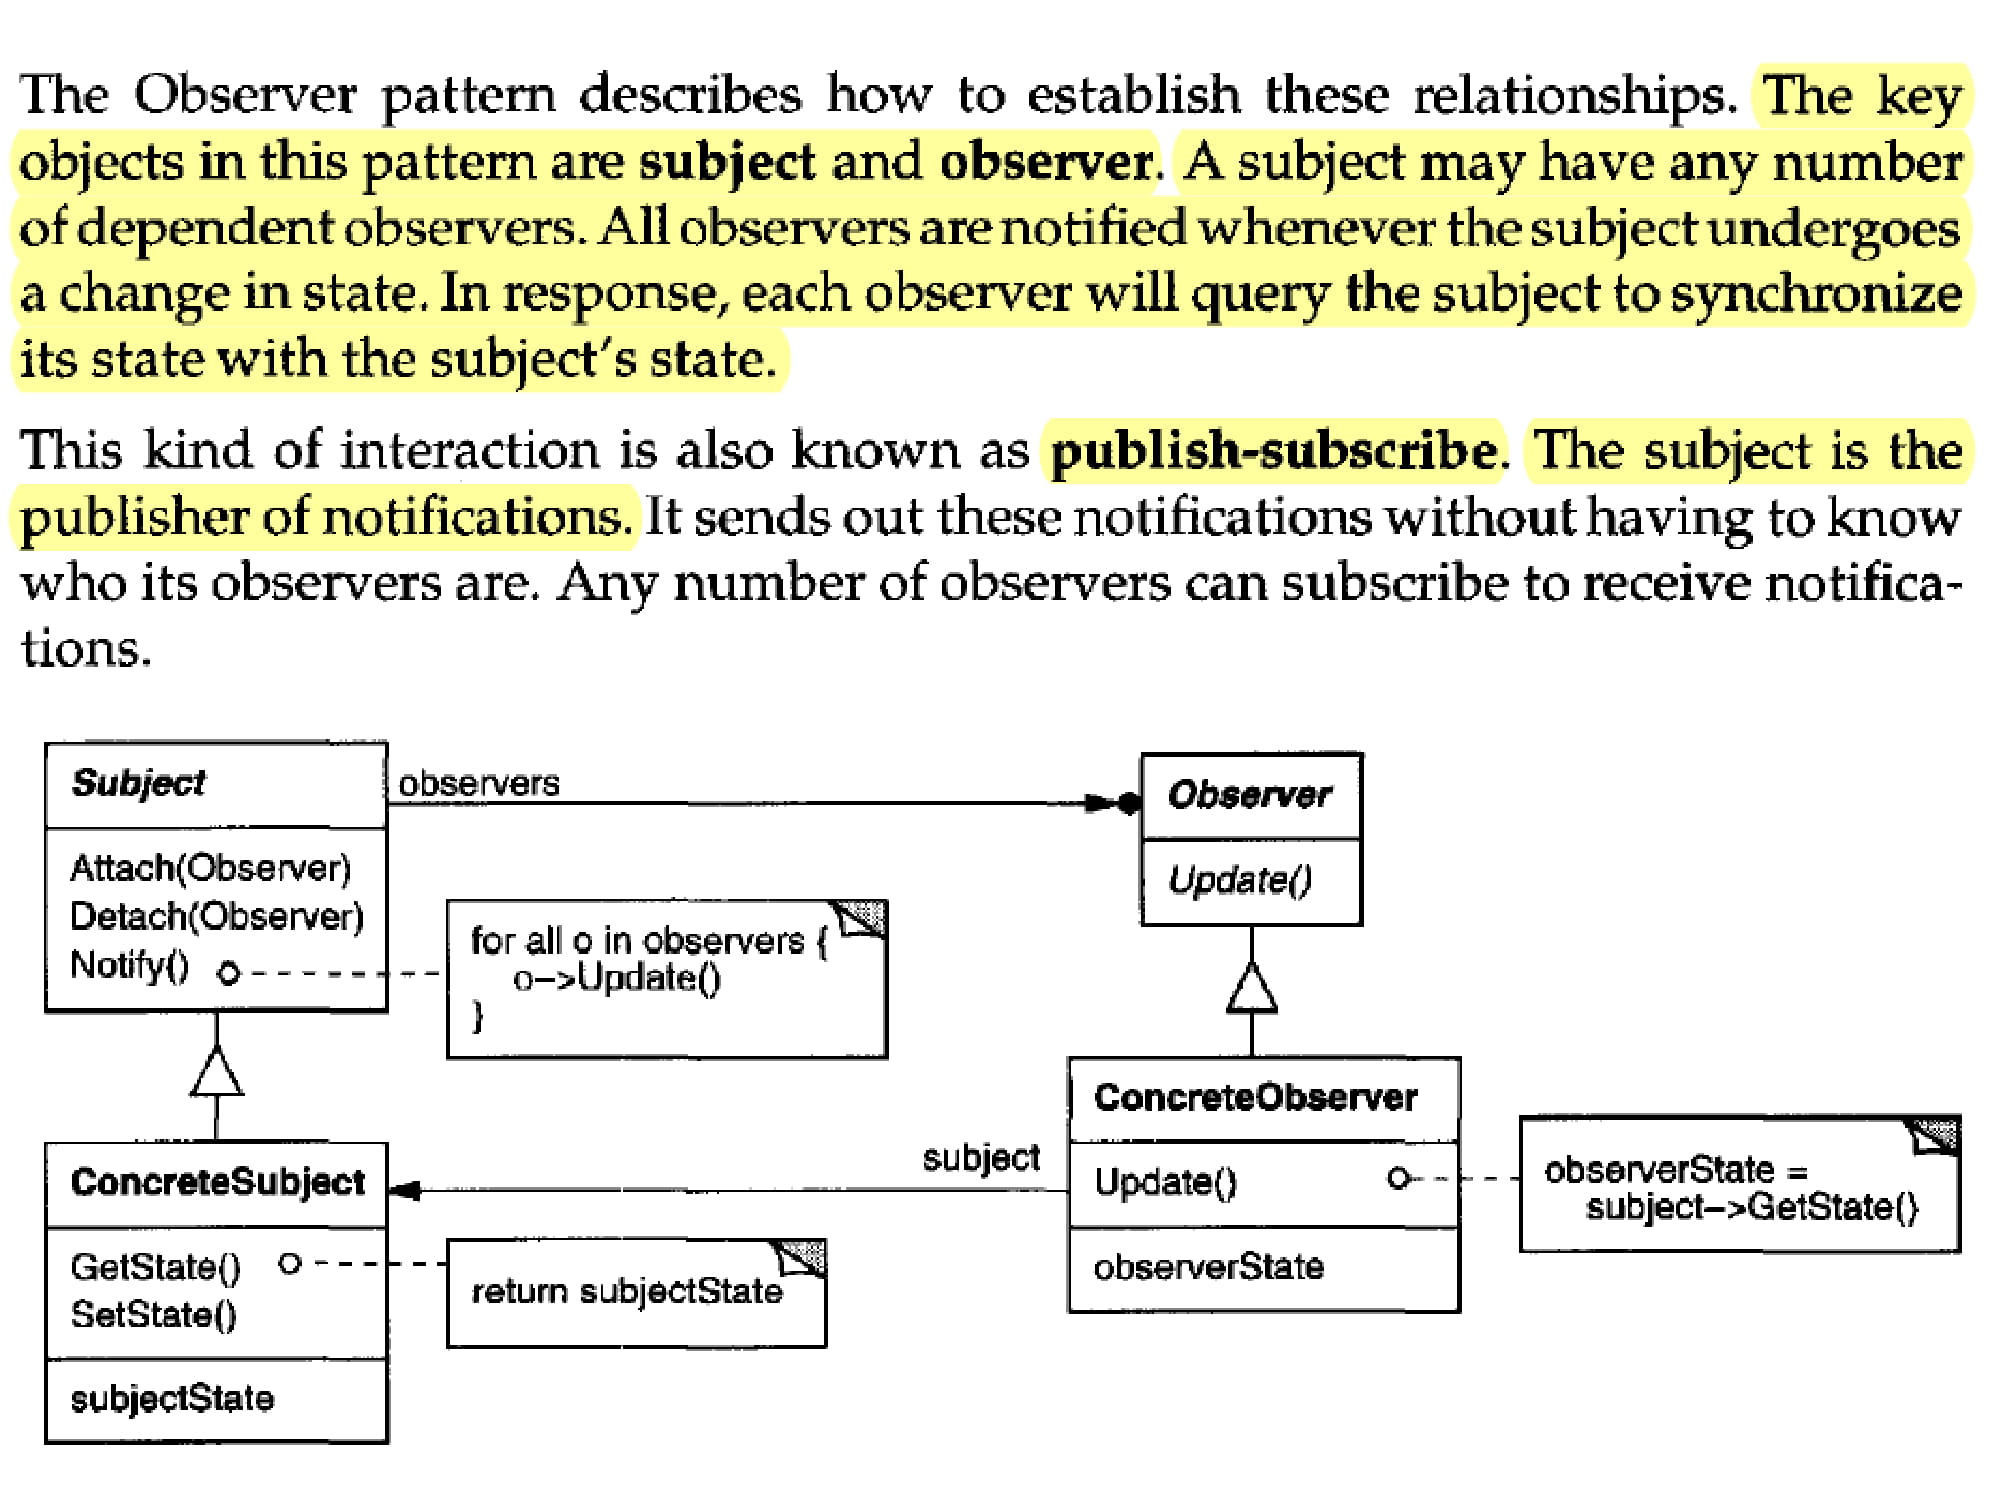 The Observer pattern describes how to establish these relationships. The key
objects in this pattern are subject and observer. A subject may have any number
of dependent observers. All observers are notified whenever the subject undergoes
a change in state. In response, each observer will query the subject to synchronize
its state with the subject's state.
This kind of interaction is also known as publish-subscribe. The subject is the
publisher of notifications. It sends out these notifications without having to know
who its observers are. Any number of observers can subscribe to receive notifica-
tions.
Subject
Attach(Observer)
Detach(Observer)
Notify()
observers
for all o in observers {
o->Update()
}
Observer
Update()
ConcreteSubject
GetState()
SetState()
subjectState
return subjectState
subject
ConcreteObserver
Update()
observerState
observerState =
subject->GetState()